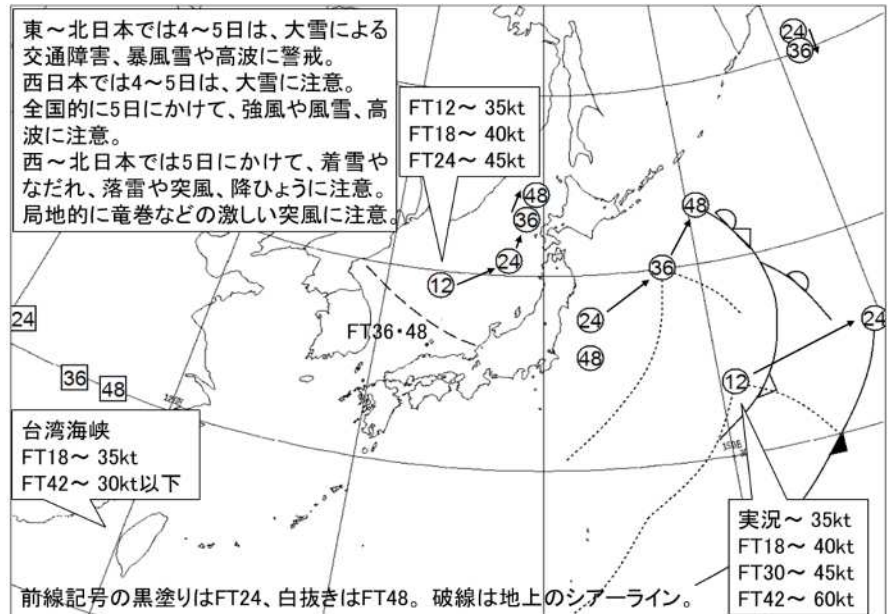 東～北日本では4～5日は、大雪による
交通障害、暴風雪や高波に警戒。
西日本では4～5日は、大雪に注意。
全国的に5日にかけて、強風や風雪、高
波に注意。
西～北日本では5日にかけて、着雪や
なだれ、落雷や突風、降ひょうに注意。
局地的に竜巻などの激しい突風に注意。
FT12～ 35kt
FT18～ 40kt
FT24～ 45kt
24
36
48
36
24
12
48
36
24
48
24
12
FT36・48
24
36
48
台湾海峡
FT18～ 35kt
FT42～ 30kt以下
実況～ 35kt
FT18～ 40kt
FT30～ 45kt
FT42～ 60kt
前線記号の黒塗りはFT24、白抜きはFT48。破線は地上のシアーライン。